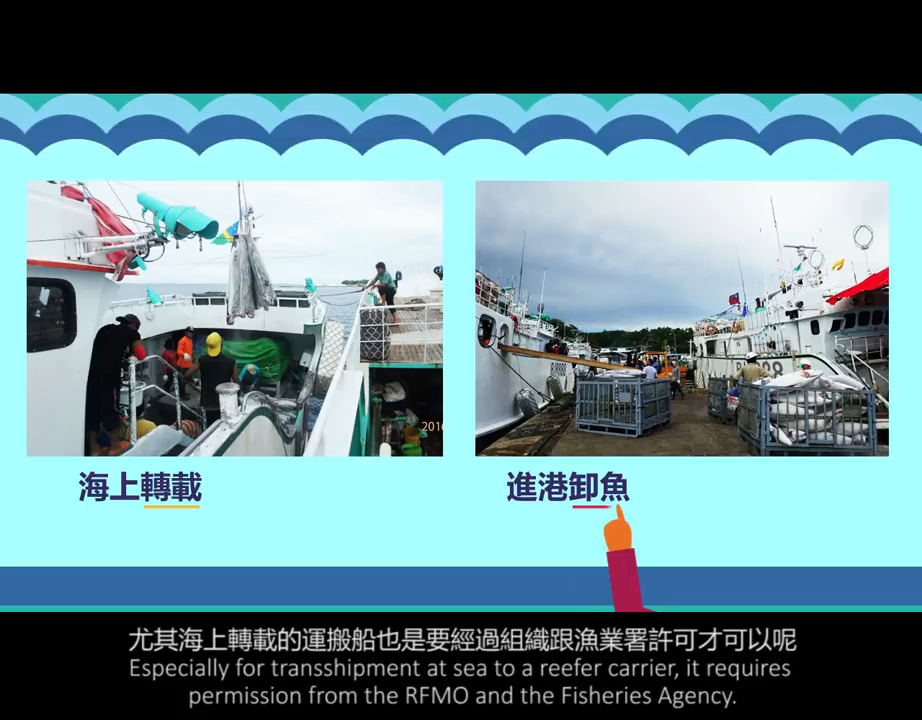 2016
海上轉載
進港卸魚
尤其海上轉載的運搬船也是要經過組織跟漁業署許可才可以呢
Especially for transshipment at sea to a reefer carrier, it requires
permission from the RFMO and the Fisheries Agency.